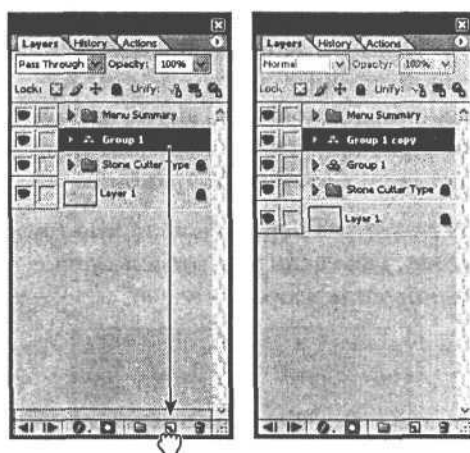 Layers History Actions
Pass Through Opacity: 100%
Lock: Unify:
Menu Summary
Group 1
Stone Cutter Type
Layer 1
Layers History Actions
Normal Opacity: 100%
Lock: Unify:
Menu Summary
Group 1 copy
Group 1
Stone Cutter Type
Layer 1